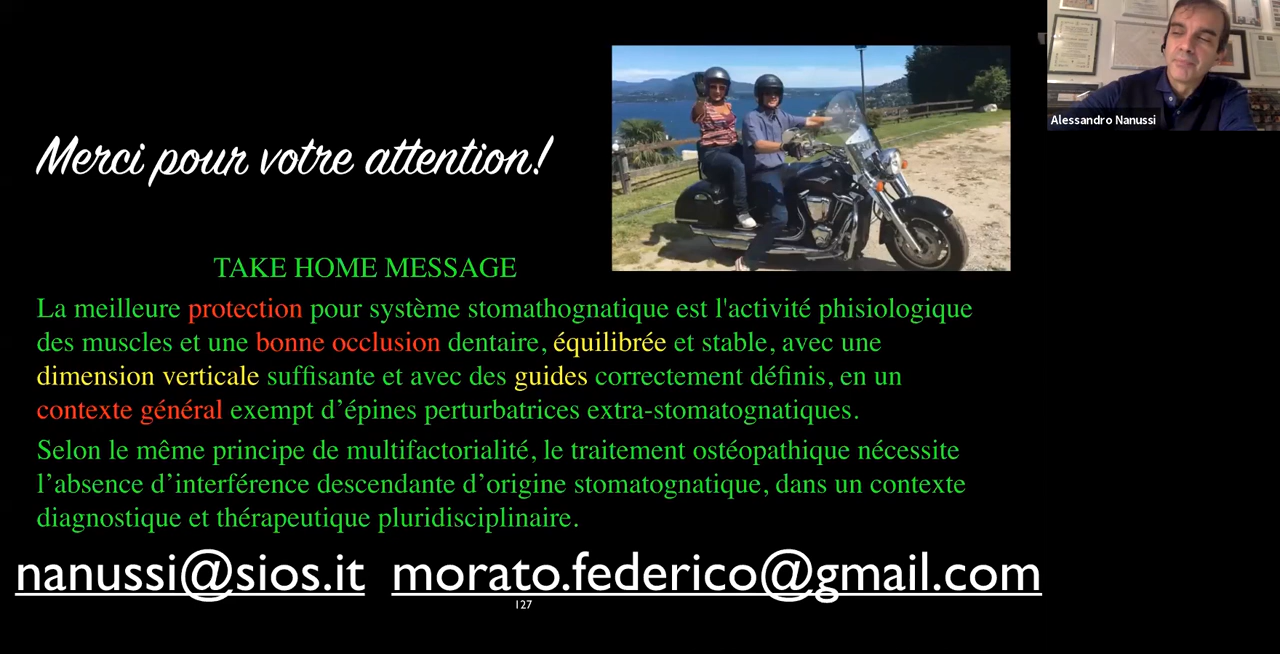 Alessandro Nanussi
Merci pour votre attention!
TAKE HOME MESSAGE
La meilleure protection pour système stomathognatique est l'activité phisiologique
des muscles et une bonne occlusion dentaire, équilibrée et stable, avec une
dimension verticale suffisante et avec des guides correctement définis, en un
contexte général exempt d’épines perturbatrices extra-stomatognatiques.
Selon le même principe de multifactorialité, le traitement ostéopathique nécessite
l’absence d’interférence descendante d’origine stomatognatique, dans un contexte
diagnostique et thérapeutique pluridisciplinaire.
nanussi@sios.it morato.federico@gmail.com
127